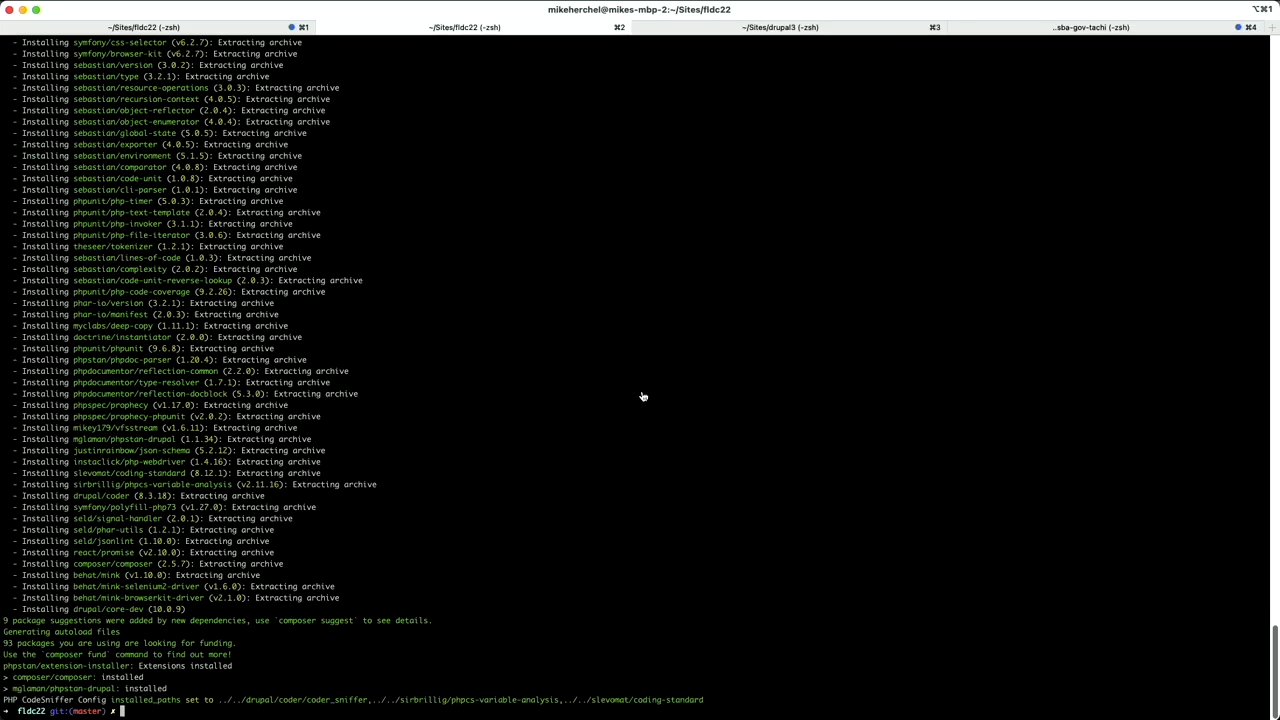 mikeherchel@mikes-mbp-2:~/Sites/fldc22
⌥⌘1
~/Sites/fldc22 (-zsh) ⌘1 ~/Sites/fldc22 (-zsh) ⌘2 ~/Sites/drupal3 (-zsh) ⌘3 ..sba-gov-tachi (-zsh) ⌘4
- Installing symfony/css-selector (v6.2.7): Extracting archive
- Installing symfony/browser-kit (v6.2.7): Extracting archive
- Installing sebastian/version (3.0.2): Extracting archive
- Installing sebastian/type (3.2.1): Extracting archive
- Installing sebastian/resource-operations (3.0.3): Extracting archive
- Installing sebastian/recursion-context (4.0.5): Extracting archive
- Installing sebastian/object-reflector (2.0.4): Extracting archive
- Installing sebastian/object-enumerator (4.0.4): Extracting archive
- Installing sebastian/global-state (5.0.5): Extracting archive
- Installing sebastian/exporter (4.0.5): Extracting archive
- Installing sebastian/environment (5.1.5): Extracting archive
- Installing sebastian/comparator (4.0.8): Extracting archive
- Installing sebastian/code-unit (1.0.8): Extracting archive
- Installing sebastian/cli-parser (1.0.1): Extracting archive
- Installing phpunit/php-timer (5.0.3): Extracting archive
- Installing phpunit/php-text-template (2.0.4): Extracting archive
- Installing phpunit/php-invoker (3.1.1): Extracting archive
- Installing phpunit/php-file-iterator (3.0.6): Extracting archive
- Installing theseer/tokenizer (1.2.1): Extracting archive
- Installing sebastian/lines-of-code (1.0.3): Extracting archive
- Installing sebastian/complexity (2.0.2): Extracting archive
- Installing sebastian/code-unit-reverse-lookup (2.0.3): Extracting archive
- Installing phpunit/php-code-coverage (9.2.26): Extracting archive
- Installing phar-io/version (3.2.1): Extracting archive
- Installing phar-io/manifest (2.0.3): Extracting archive
- Installing myclabs/deep-copy (1.11.1): Extracting archive
- Installing doctrine/instantiator (2.0.0): Extracting archive
- Installing phpunit/phpunit (9.6.8): Extracting archive
- Installing phpstan/phpdoc-parser (1.20.4): Extracting archive
- Installing phpdocumentor/reflection-common (2.2.0): Extracting archive
- Installing phpdocumentor/type-resolver (1.7.1): Extracting archive
- Installing phpdocumentor/reflection-docblock (5.3.0): Extracting archive
- Installing phpspec/prophecy (v1.17.0): Extracting archive
- Installing phpspec/prophecy-phpunit (v2.0.2): Extracting archive
- Installing mikey179/vfsstream (v1.6.11): Extracting archive
- Installing mglaman/phpstan-drupal (1.1.34): Extracting archive
- Installing justinrainbow/json-schema (5.2.12): Extracting archive
- Installing instaclick/php-webdriver (1.4.16): Extracting archive
- Installing slevomat/coding-standard (8.12.1): Extracting archive
- Installing sirbrillig/phpcs-variable-analysis (v2.11.16): Extracting archive
- Installing drupal/coder (8.3.18): Extracting archive
- Installing symfony/polyfill-php73 (v1.27.0): Extracting archive
- Installing seld/signal-handler (2.0.1): Extracting archive
- Installing seld/phar-utils (1.2.1): Extracting archive
- Installing seld/jsonlint (1.10.0): Extracting archive
- Installing react/promise (v2.10.0): Extracting archive
- Installing composer/composer (2.5.7): Extracting archive
- Installing behat/mink (v1.10.0): Extracting archive
- Installing behat/mink-selenium2-driver (v1.6.0): Extracting archive
- Installing behat/mink-browserkit-driver (v2.1.0): Extracting archive
- Installing drupal/core-dev (10.0.9)
9 package suggestions were added by new dependencies, use `composer suggest` to see details.
Generating autoload files
93 packages you are using are looking for funding.
Use the `composer fund` command to find out more!
phpstan/extension-installer: Extensions installed
> composer/composer: installed
> mglaman/phpstan-drupal: installed
PHP CodeSniffer Config installed_paths set to ../../drupal/coder/coder_sniffer,../../sirbrillig/phpcs-variable-analysis,../../slevomat/coding-standard
➜ fldc22 git:(master) ✗